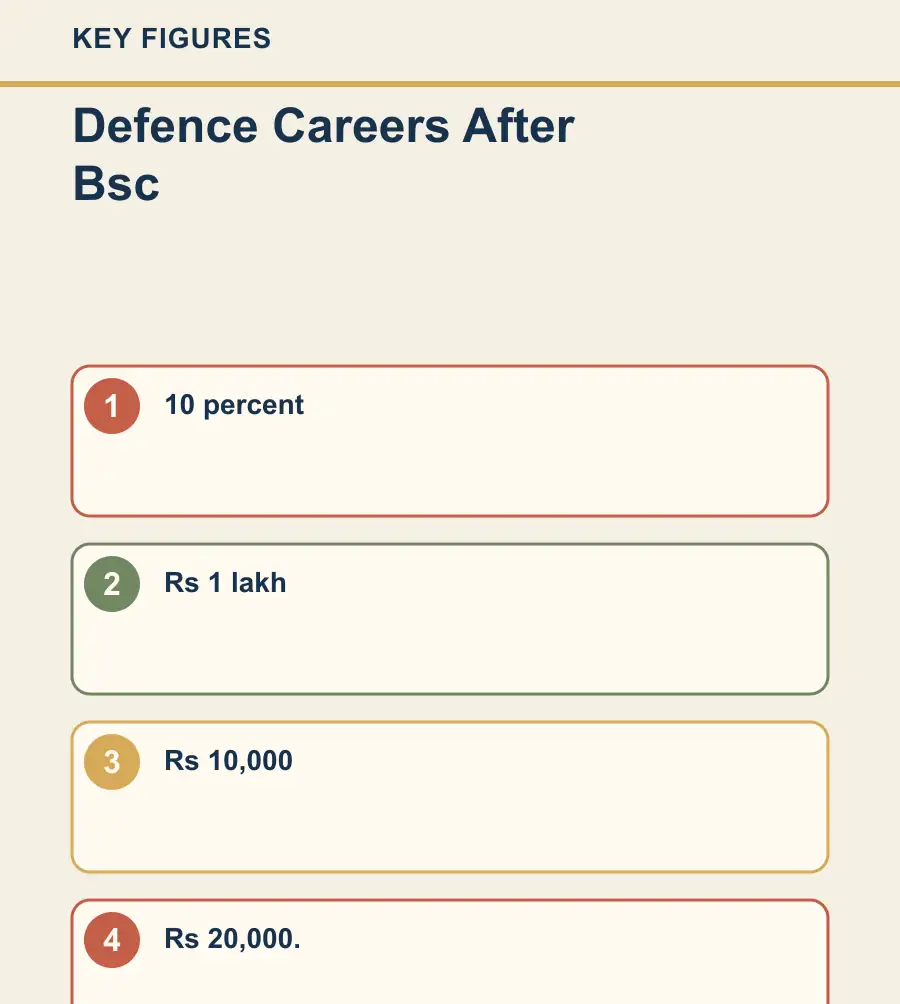 KEY FIGURES
Defence Careers After
Bsc
1 10 percent
2 Rs 1 lakh
3 Rs 10,000
4 Rs 20,000.